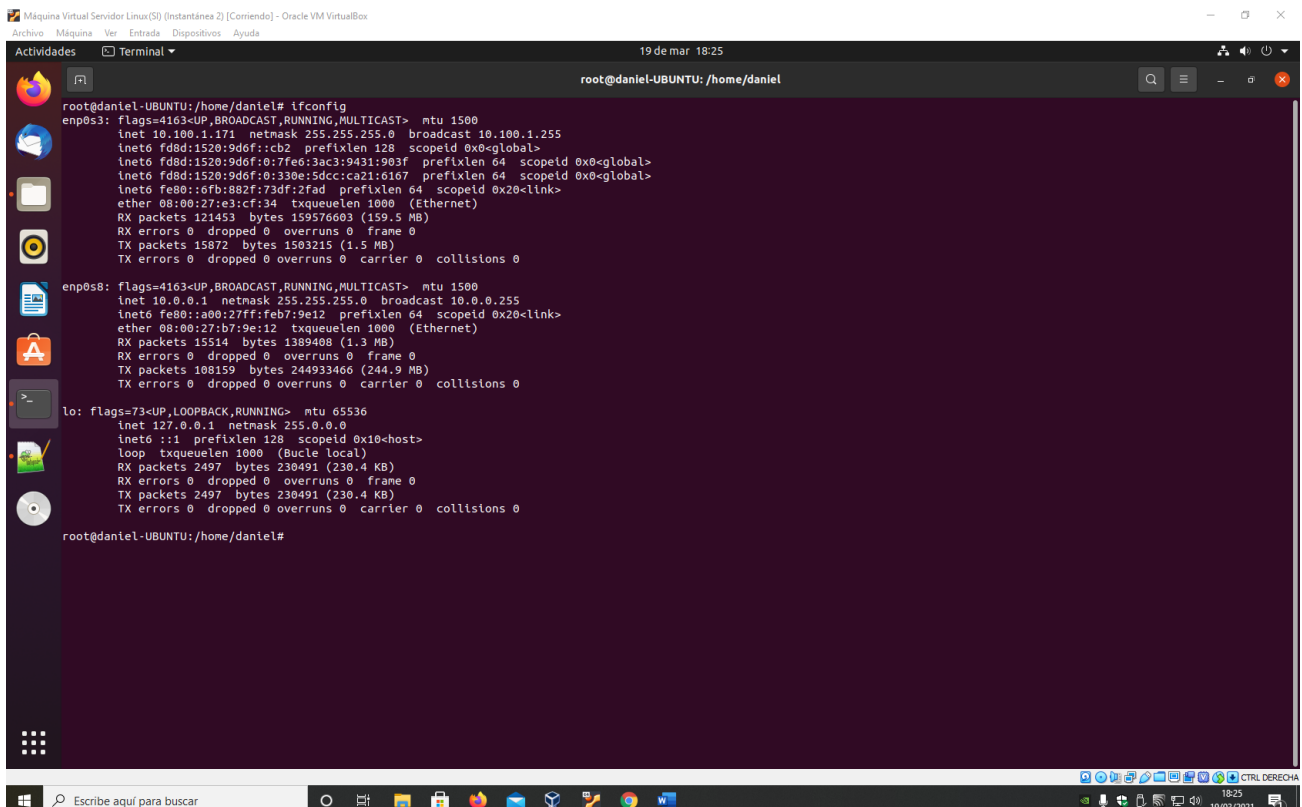 Máquina Virtual Servidor Linux(SI) (Instantánea 2) [Corriendo] - Oracle VM VirtualBox
Archivo Máquina Ver Entrada Dispositivos Ayuda
Actividades Terminal 19 de mar 18:25
root@daniel-UBUNTU: /home/daniel
root@daniel-UBUNTU:/home/daniel# ifconfig
enp0s3: flags=4163<UP,BROADCAST,RUNNING,MULTICAST> mtu 1500
inet 10.100.1.171 netmask 255.255.255.0 broadcast 10.100.1.255
inet6 fd8d:1520:9d6f::cb2 prefixlen 128 scopeid 0x0<global>
inet6 fd8d:1520:9d6f:0:7fe6:3ac3:9431:903f prefixlen 64 scopeid 0x0<global>
inet6 fd8d:1520:9d6f:0:330e:5dcc:ca21:6167 prefixlen 64 scopeid 0x0<global>
inet6 fe80::6fb:882f:73df:2fad prefixlen 64 scopeid 0x20<link>
ether 08:00:27:e3:cf:34 txqueuelen 1000 (Ethernet)
RX packets 121453 bytes 159576603 (159.5 MB)
RX errors 0 dropped 0 overruns 0 frame 0
TX packets 15872 bytes 1503215 (1.5 MB)
TX errors 0 dropped 0 overruns 0 carrier 0 collisions 0
enp0s8: flags=4163<UP,BROADCAST,RUNNING,MULTICAST> mtu 1500
inet 10.0.0.1 netmask 255.255.255.0 broadcast 10.0.0.255
inet6 fe80::a00:27ff:feb7:9e12 prefixlen 64 scopeid 0x20<link>
ether 08:00:27:b7:9e:12 txqueuelen 1000 (Ethernet)
RX packets 15514 bytes 1389408 (1.3 MB)
RX errors 0 dropped 0 overruns 0 frame 0
TX packets 108159 bytes 244933466 (244.9 MB)
TX errors 0 dropped 0 overruns 0 carrier 0 collisions 0
lo: flags=73<UP,LOOPBACK,RUNNING> mtu 65536
inet 127.0.0.1 netmask 255.0.0.0
inet6 ::1 prefixlen 128 scopeid 0x10<host>
loop txqueuelen 1000 (Bucle local)
RX packets 2497 bytes 230491 (230.4 KB)
RX errors 0 dropped 0 overruns 0 frame 0
TX packets 2497 bytes 230491 (230.4 KB)
TX errors 0 dropped 0 overruns 0 carrier 0 collisions 0
root@daniel-UBUNTU:/home/daniel#
CTRL DERECHA
Escribe aquí para buscar
18:25